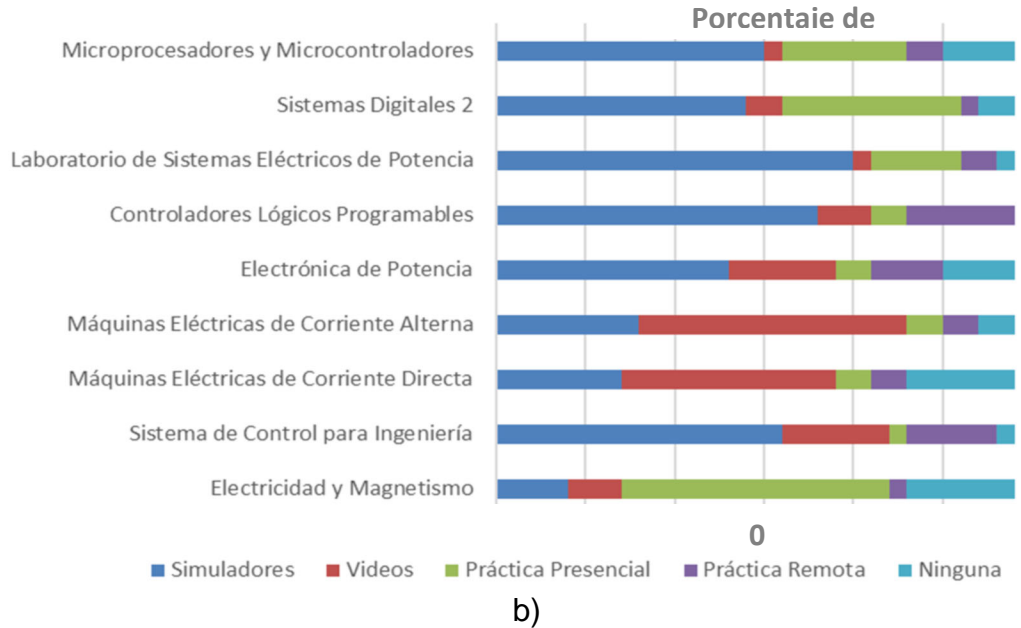 Porcentaje de
Microprocesadores y Microcontroladores
Sistemas Digitales 2
Laboratorio de Sistemas Eléctricos de Potencia
Controladores Lógicos Programables
Electrónica de Potencia
Máquinas Eléctricas de Corriente Alterna
Máquinas Eléctricas de Corriente Directa
Sistema de Control para Ingeniería
Electricidad y Magnetismo
0
Simuladores Videos Práctica Presencial Práctica Remota Ninguna
b)